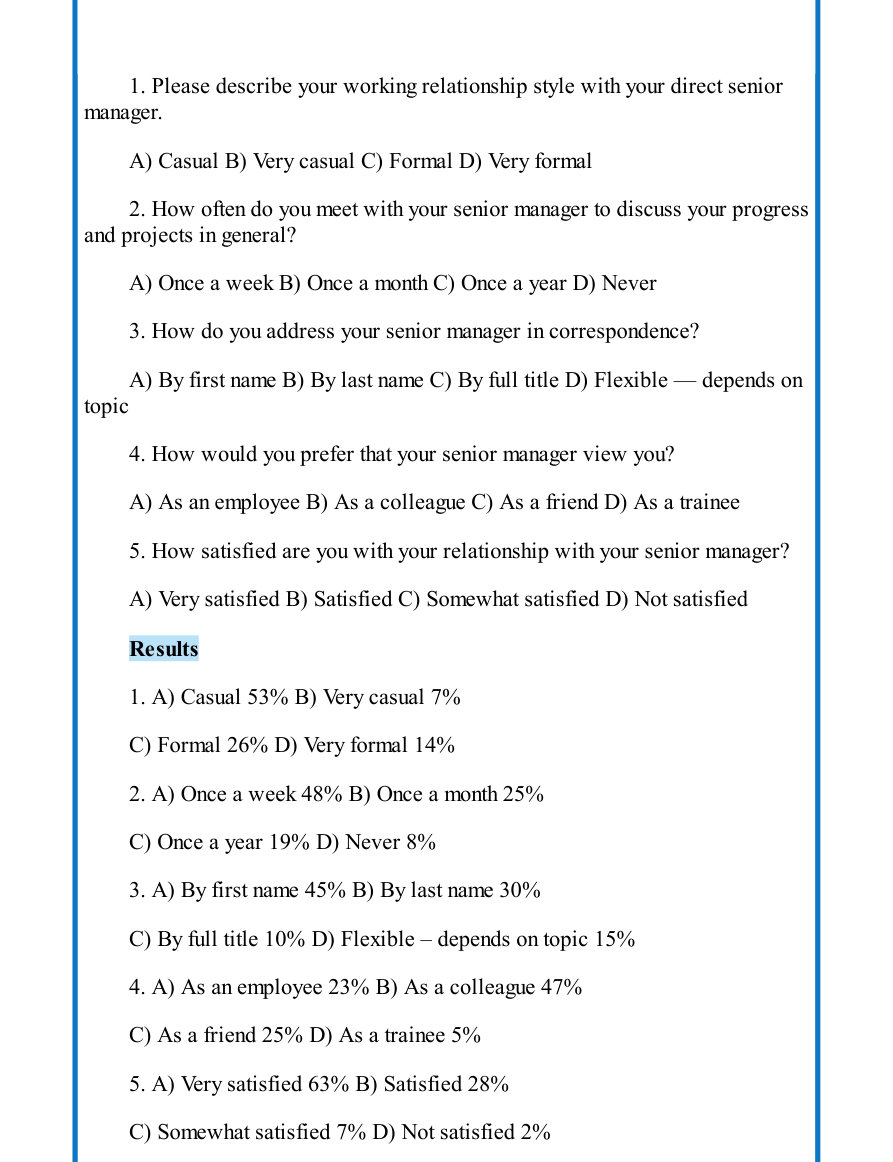 1. Please describe your working relationship style with your direct senior
manager.
A) Casual B) Very casual C) Formal D) Very formal
2. How often do you meet with your senior manager to discuss your progress
and projects in general?
A) Once a week B) Once a month C) Once a year D) Never
3. How do you address your senior manager in correspondence?
A) By first name B) By last name C) By full title D) Flexible — depends on
topic
4. How would you prefer that your senior manager view you?
A) As an employee B) As a colleague C) As a friend D) As a trainee
5. How satisfied are you with your relationship with your senior manager?
A) Very satisfied B) Satisfied C) Somewhat satisfied D) Not satisfied
Results
1. A) Casual 53% B) Very casual 7%
C) Formal 26% D) Very formal 14%
2. A) Once a week 48% B) Once a month 25%
C) Once a year 19% D) Never 8%
3. A) By first name 45% B) By last name 30%
C) By full title 10% D) Flexible – depends on topic 15%
4. A) As an employee 23% B) As a colleague 47%
C) As a friend 25% D) As a trainee 5%
5. A) Very satisfied 63% B) Satisfied 28%
C) Somewhat satisfied 7% D) Not satisfied 2%